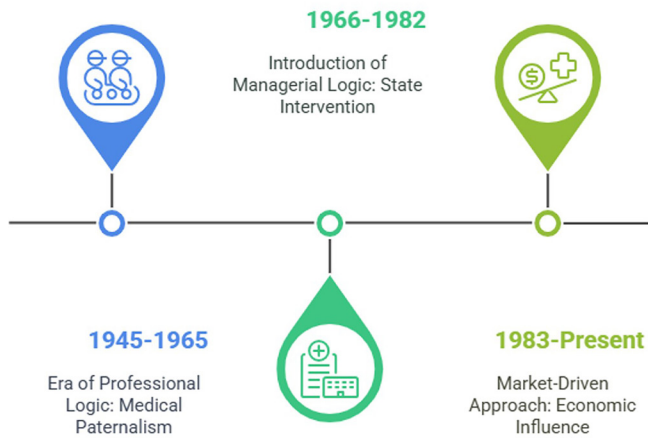 1966-1982
Introduction of
Managerial Logic: State
Intervention
1945-1965
Era of Professional
Logic: Medical
Paternalism
1983-Present
Market-Driven
Approach: Economic
Influence